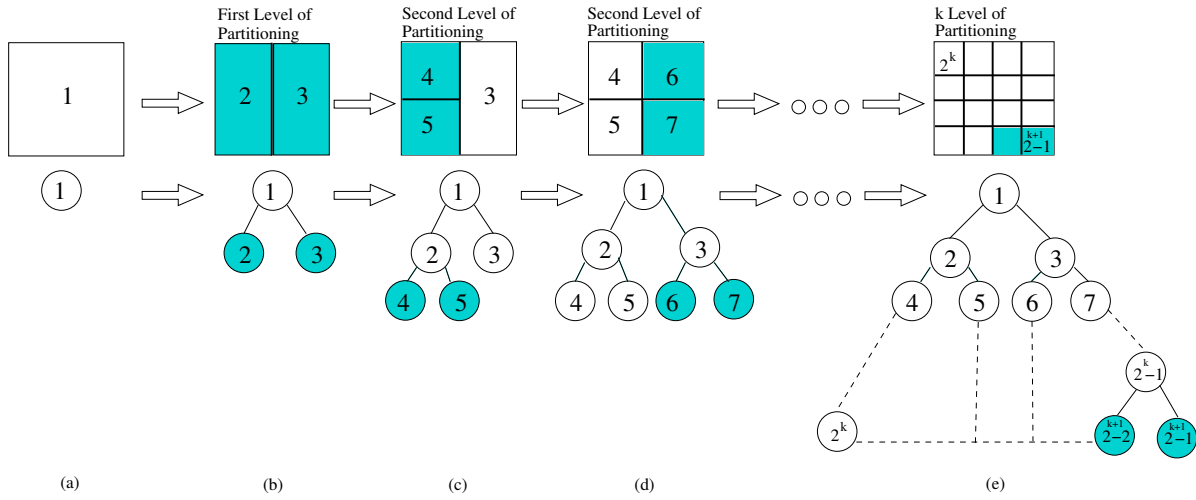 First Level of
Partitioning
Second Level of
Partitioning
Second Level of
Partitioning
k Level of
Partitioning
1
2 3
4
3
5
4 6
5 7
2^k
2^{k+1}-1
1
1
2 3
1
2 3
4 5
1
2 3
4 5 6 7
1
2 3
4 5 6 7
2^k-1
2^k
2^{k+1}-2
2^{k+1}-1
(a) (b) (c) (d) (e)